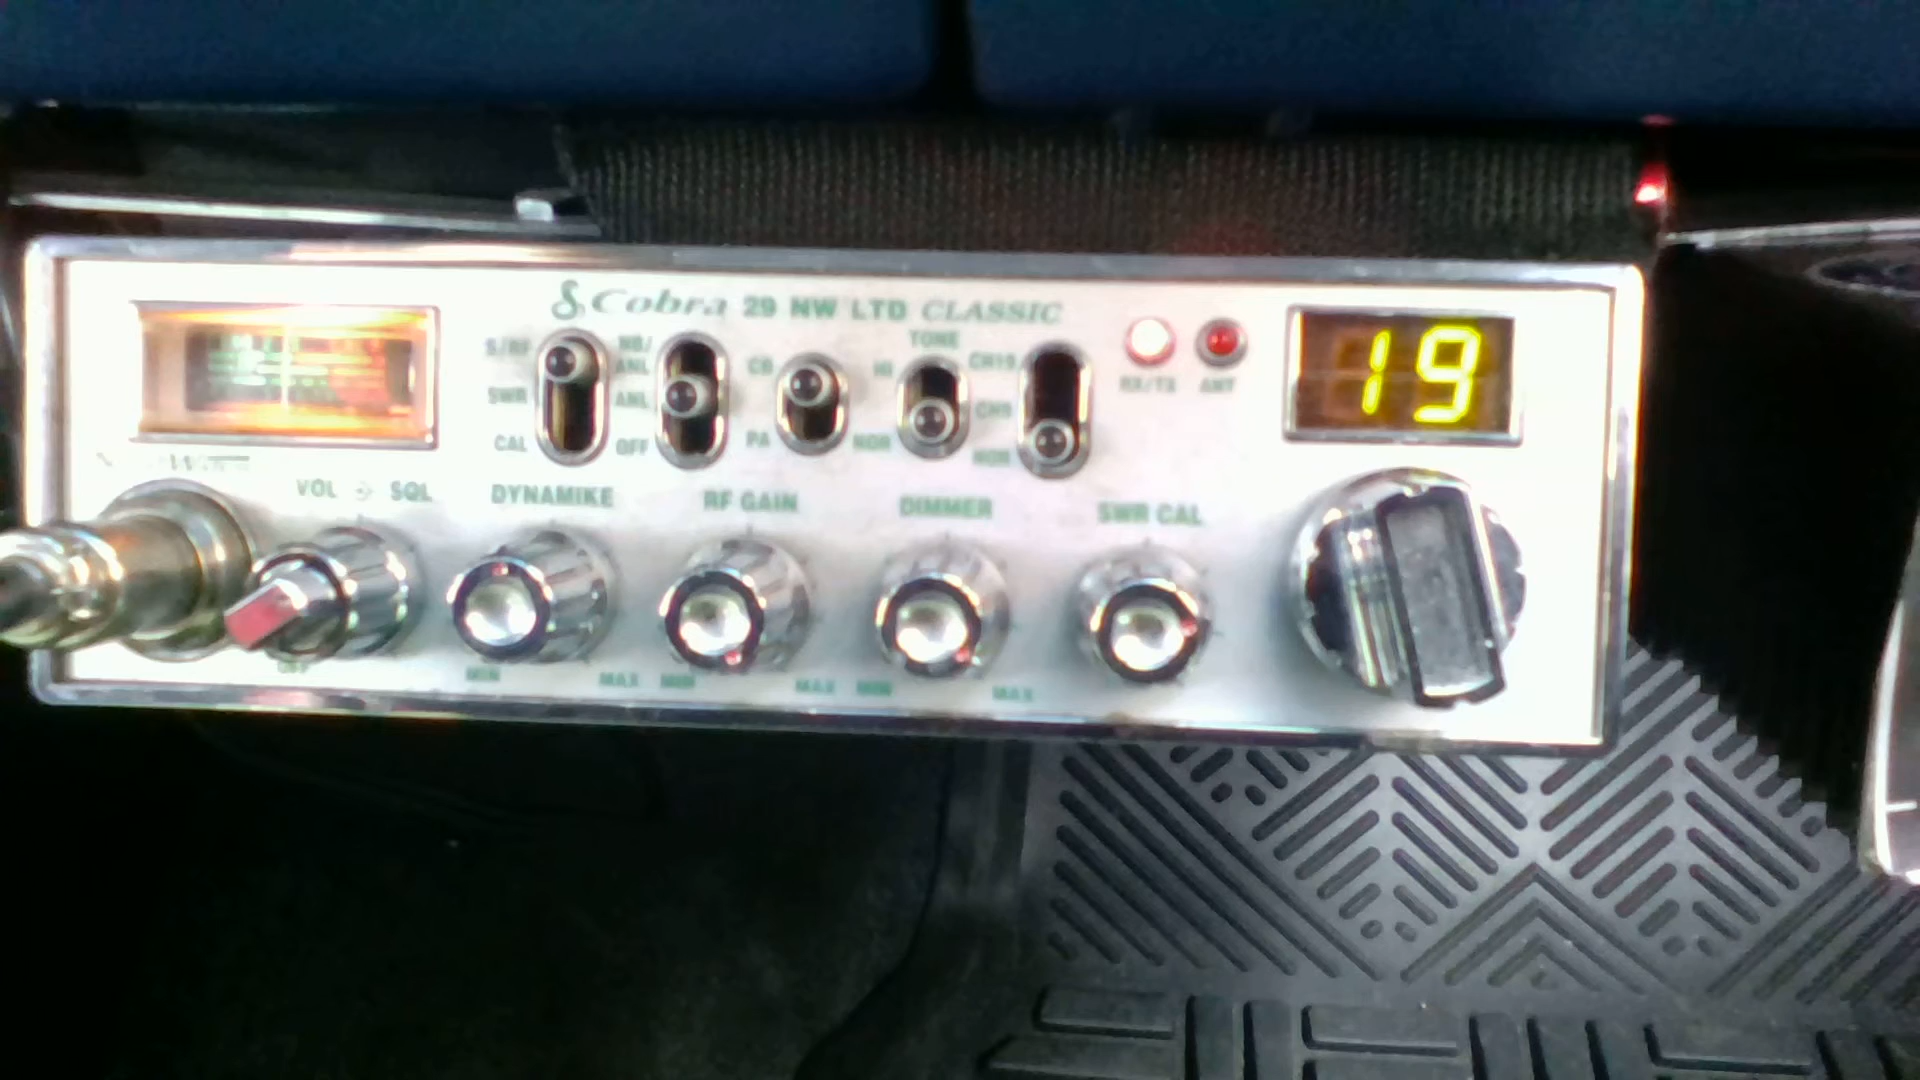 Cobra 29 NW LTD CLASSIC
TONE
S/RF
NB/
ANL
CB
HI
CH19
19
SWR
ANL
CH9
RX/TX
ANT
CAL
OFF
PA
NOR
NOR
VOL
SQL
DYNAMIKE
RF GAIN
DIMMER
SWR CAL
OFF
MIN
MAX
MIN
MAX
MIN
MAX